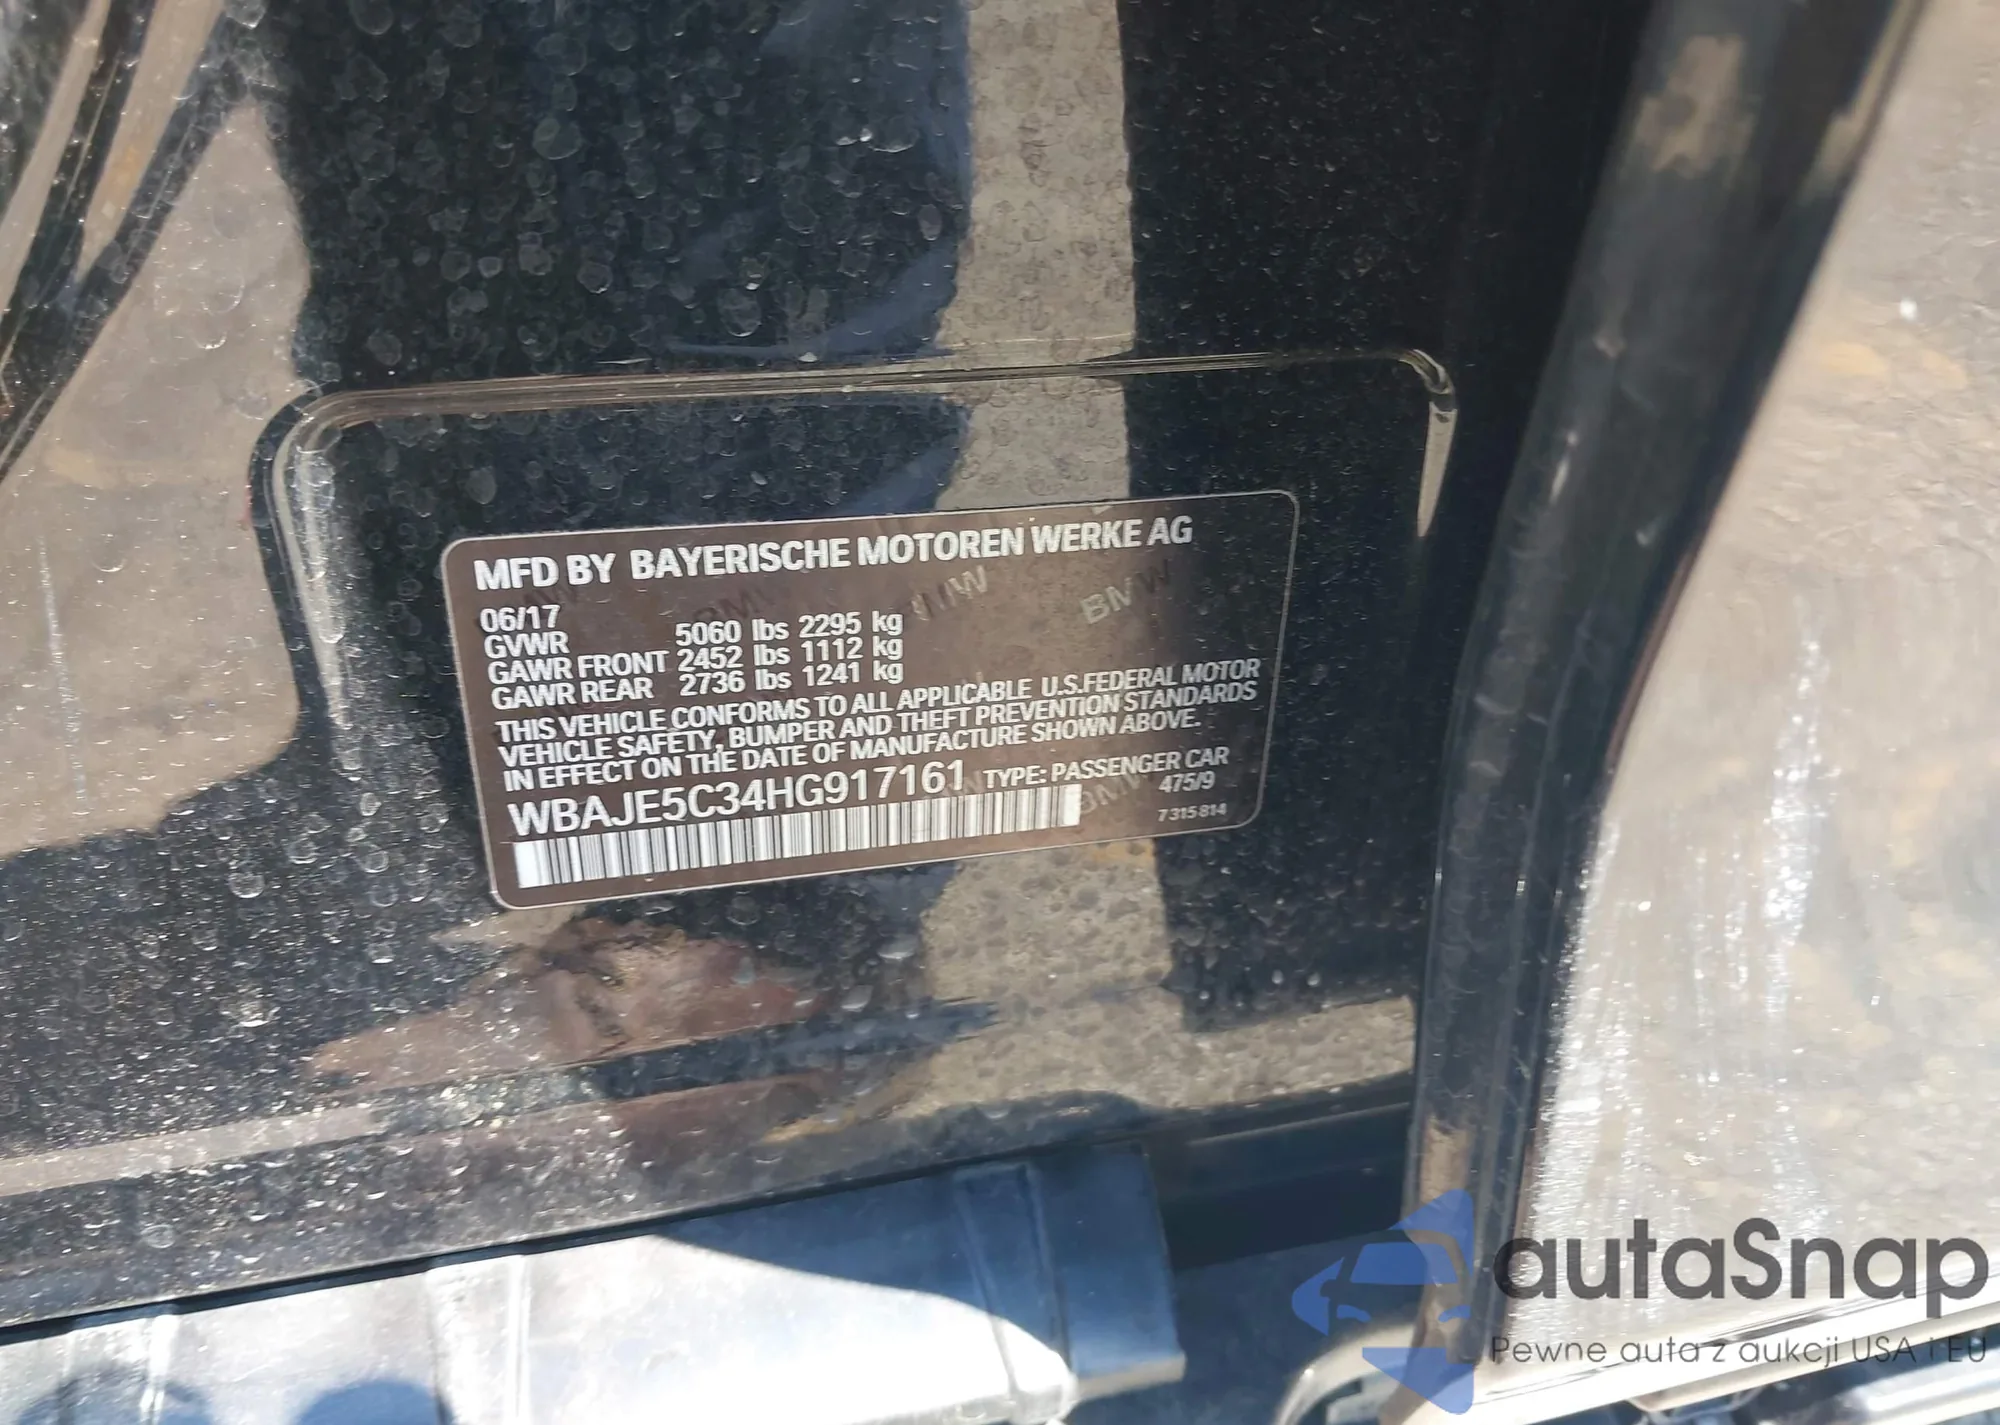 MFD BY BAYERISCHE MOTOREN WERKE AG
06/17
GVWR 5060 lbs 2295 kg
GAWR FRONT 2452 lbs 1112 kg
GAWR REAR 2736 lbs 1241 kg
THIS VEHICLE CONFORMS TO ALL APPLICABLE U.S.FEDERAL MOTOR
VEHICLE SAFETY, BUMPER AND THEFT PREVENTION STANDARDS
IN EFFECT ON THE DATE OF MANUFACTURE SHOWN ABOVE.
WBAJE5C34HG917161 TYPE: PASSENGER CAR
475/9
7315814
BMW
autaSnap
Pewne auta z aukcji USA i EU